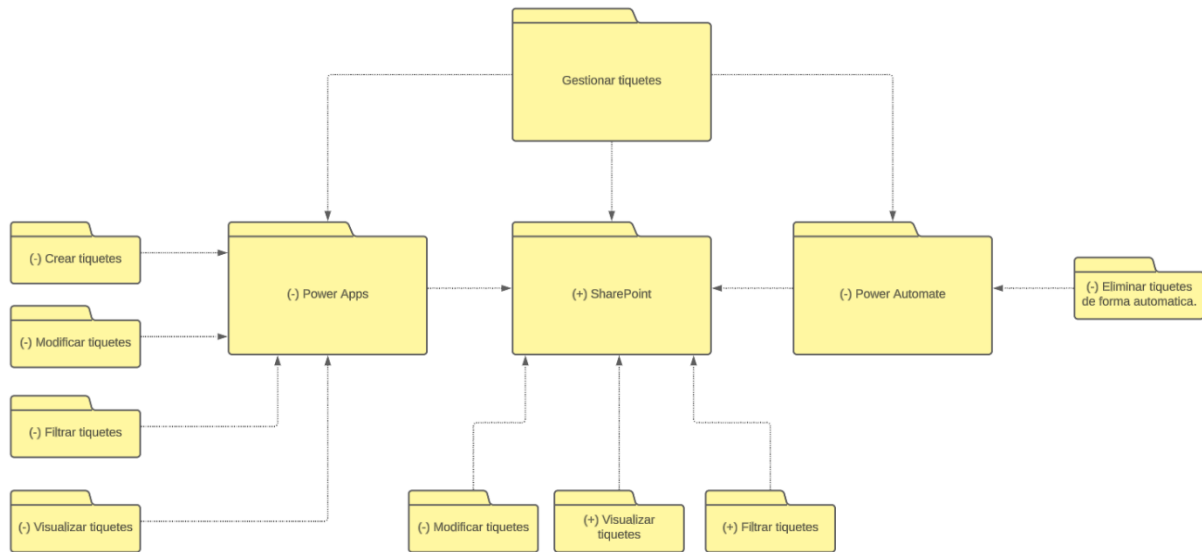 Gestionar tiquetes
(-) Crear tiquetes
(-) Power Apps
(+) SharePoint
(-) Power Automate
(-) Eliminar tiquetes
de forma automatica.
(-) Modificar tiquetes
(-) Filtrar tiquetes
(-) Visualizar tiquetes
(-) Modificar tiquetes
(+) Visualizar
tiquetes
(+) Filtrar tiquetes